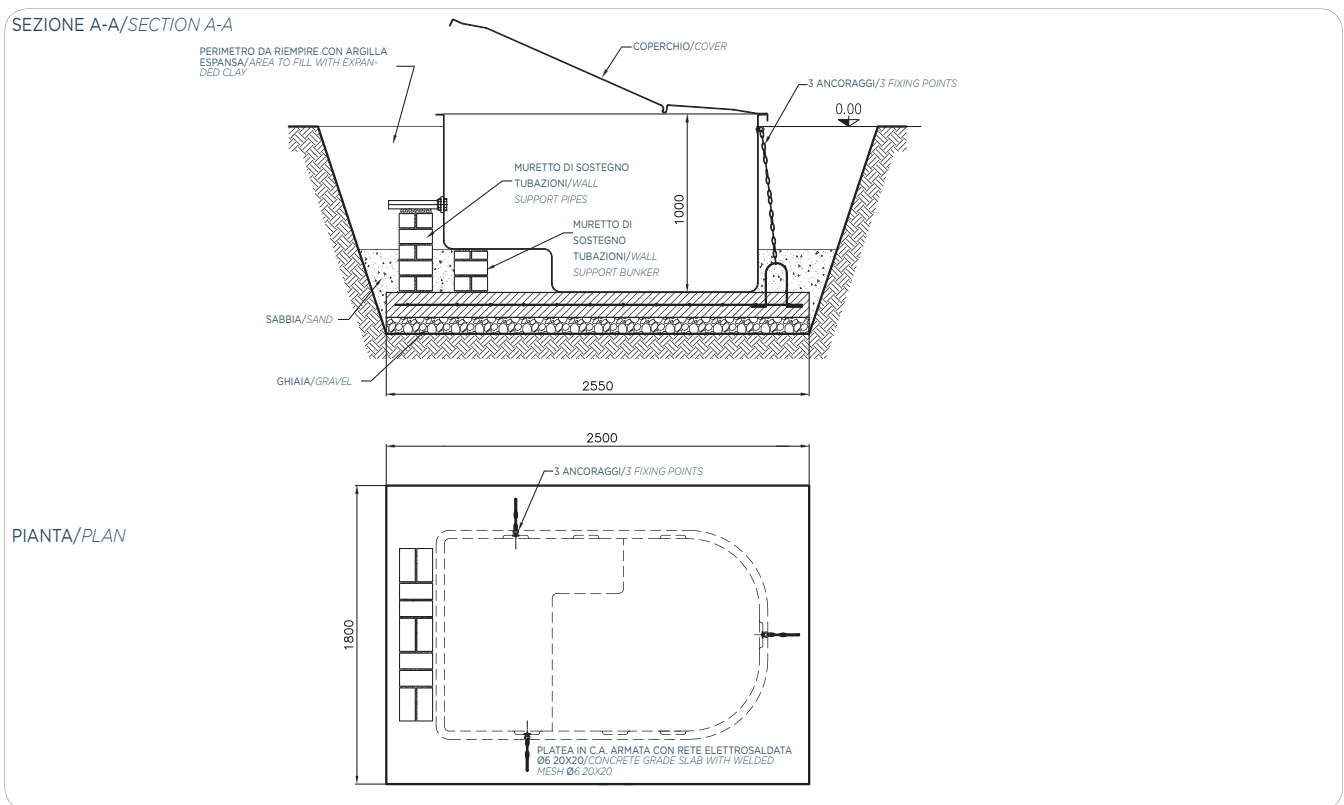 SEZIONE A-A/SECTION A-A
PERIMETRO DA RIEMPIRE CON ARGILLA
ESPANSA/AREA TO FILL WITH EXPAN-
DED CLAY
COPERCHIO/COVER
3 ANCORAGGI/3 FIXING POINTS
0.00
MURETTO DI SOSTEGNO
TUBAZIONI/WALL
SUPPORT PIPES
1000
MURETTO DI
SOSTEGNO
TUBAZIONI/WALL
SUPPORT BUNKER
SABBIA/SAND
GHIAIA/GRAVEL
2550
2500
3 ANCORAGGI/3 FIXING POINTS
PIANTA/PLAN
1800
PLATEA IN C.A. ARMATA CON RETE ELETTROSALDATA
Ø6 20X20/CONCRETE GRADE SLAB WITH WELDED
MESH Ø6 20X20